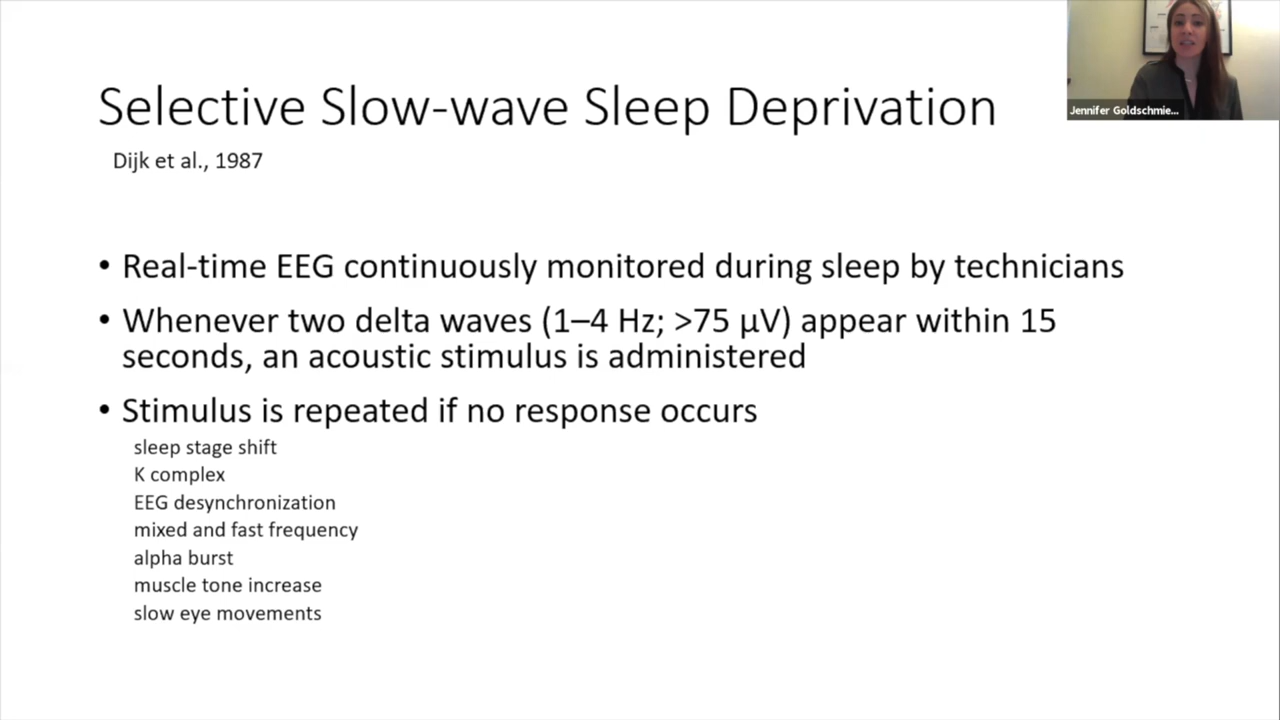 Selective Slow-wave Sleep Deprivation
Dijk et al., 1987
• Real-time EEG continuously monitored during sleep by technicians
• Whenever two delta waves (1–4 Hz; >75 µV) appear within 15
seconds, an acoustic stimulus is administered
• Stimulus is repeated if no response occurs
sleep stage shift
K complex
EEG desynchronization
mixed and fast frequency
alpha burst
muscle tone increase
slow eye movements
Jennifer Goldschmie...